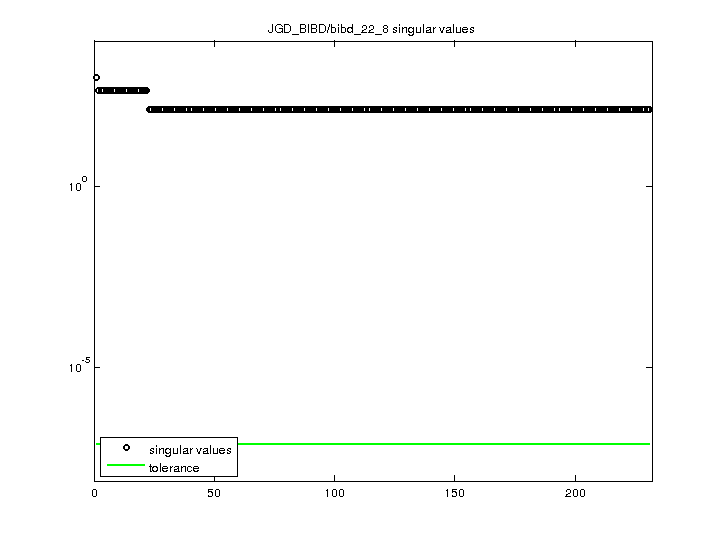 JGD_BIBD/bibd_22_8 singular values
10^0
10^-5
singular values
tolerance
0 50 100 150 200